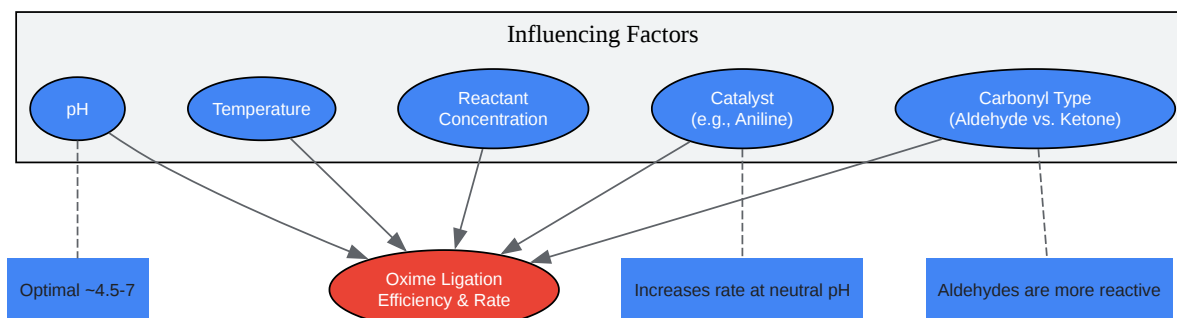 Influencing Factors
pH
Temperature
Reactant
Concentration
Catalyst
(e.g., Aniline)
Carbonyl Type
(Aldehyde vs. Ketone)
Optimal ~4.5-7
Oxime Ligation
Efficiency & Rate
Increases rate at neutral pH
Aldehydes are more reactive